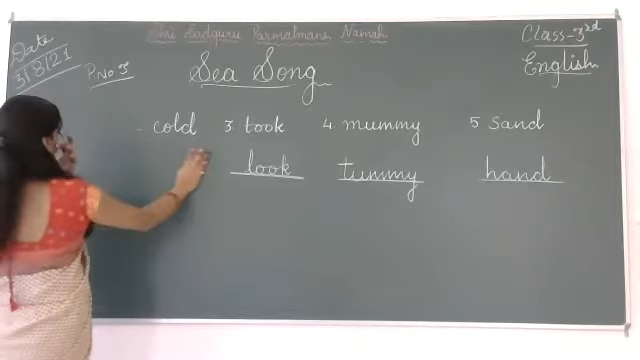 Shri Sadguru Parmatmane Namah
Class-3rd
Date
3/8/21
P.No 3
English
Sea Song
- cold 3 took 4 mummy 5 sand
look tummy hand